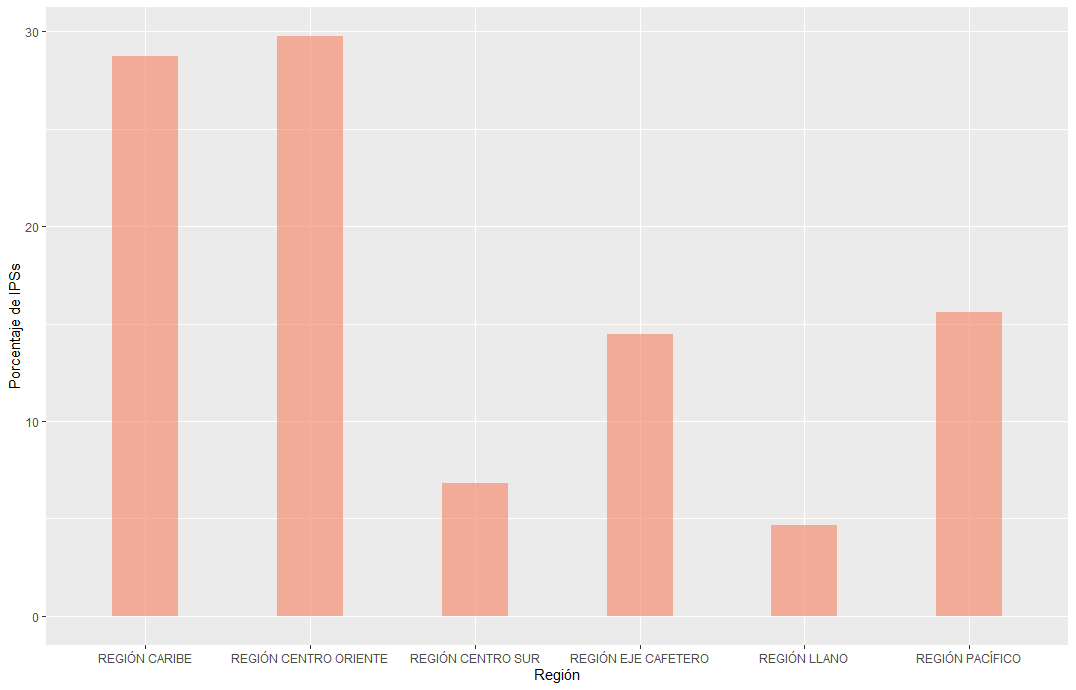 Porcentaje de IPSs
30
20
10
0
REGIÓN CARIBE
REGIÓN CENTRO ORIENTE
REGIÓN CENTRO SUR
REGIÓN EJE CAFETERO
REGIÓN LLANO
REGIÓN PACÍFICO
Región